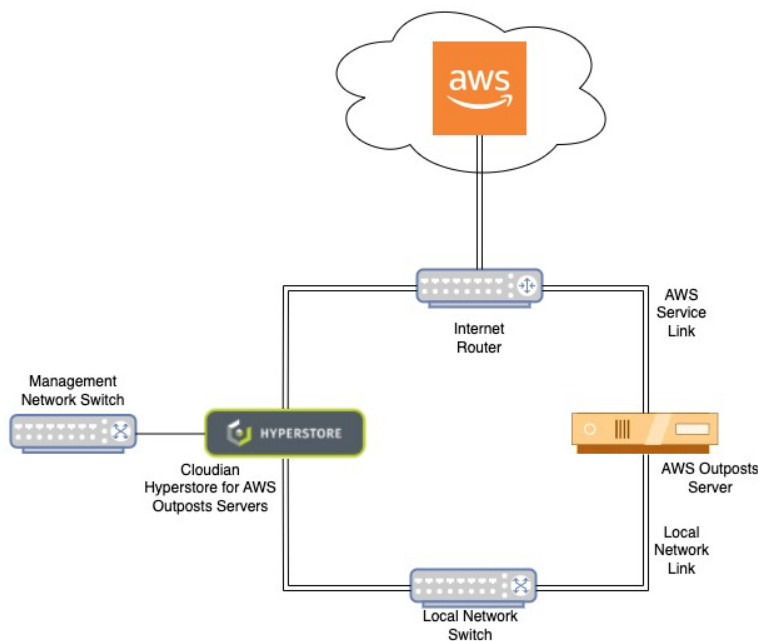 aws
Internet
Router
AWS
Service
Link
Management
Network Switch
HYPERSTORE
Cloudian
Hyperstore for AWS
Outposts Servers
AWS Outposts
Server
Local
Network
Link
Local Network
Switch